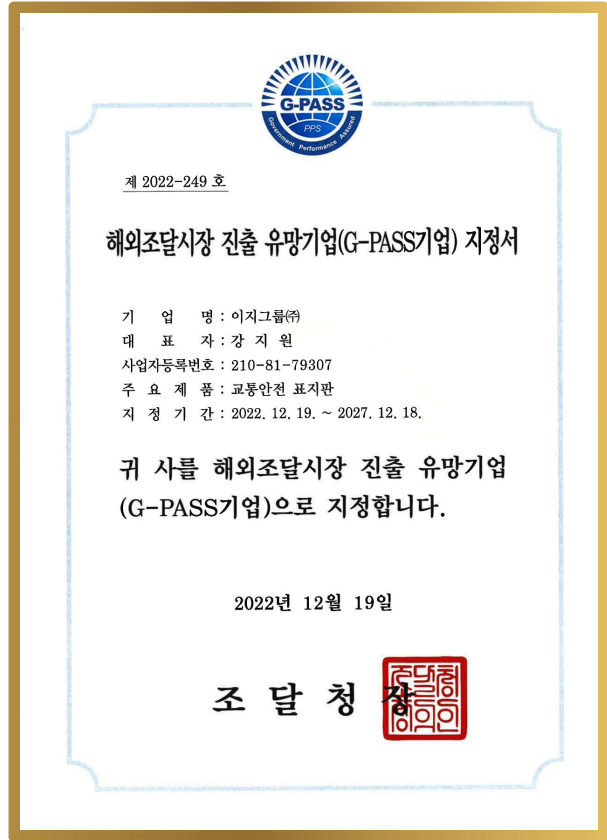 G-PASS
PPS
Government Performance Assured
제 2022-249 호
해외조달시장 진출 유망기업(G-PASS기업) 지정서
기 업 명 : 이지그룹㈜
대 표 자 : 강 지 원
사업자등록번호 : 210-81-79307
주 요 제 품 : 교통안전 표지판
지 정 기 간 : 2022. 12. 19. ~ 2027. 12. 18.
귀 사를 해외조달시장 진출 유망기업
(G-PASS기업)으로 지정합니다.
2022년 12월 19일
조 달 청 장